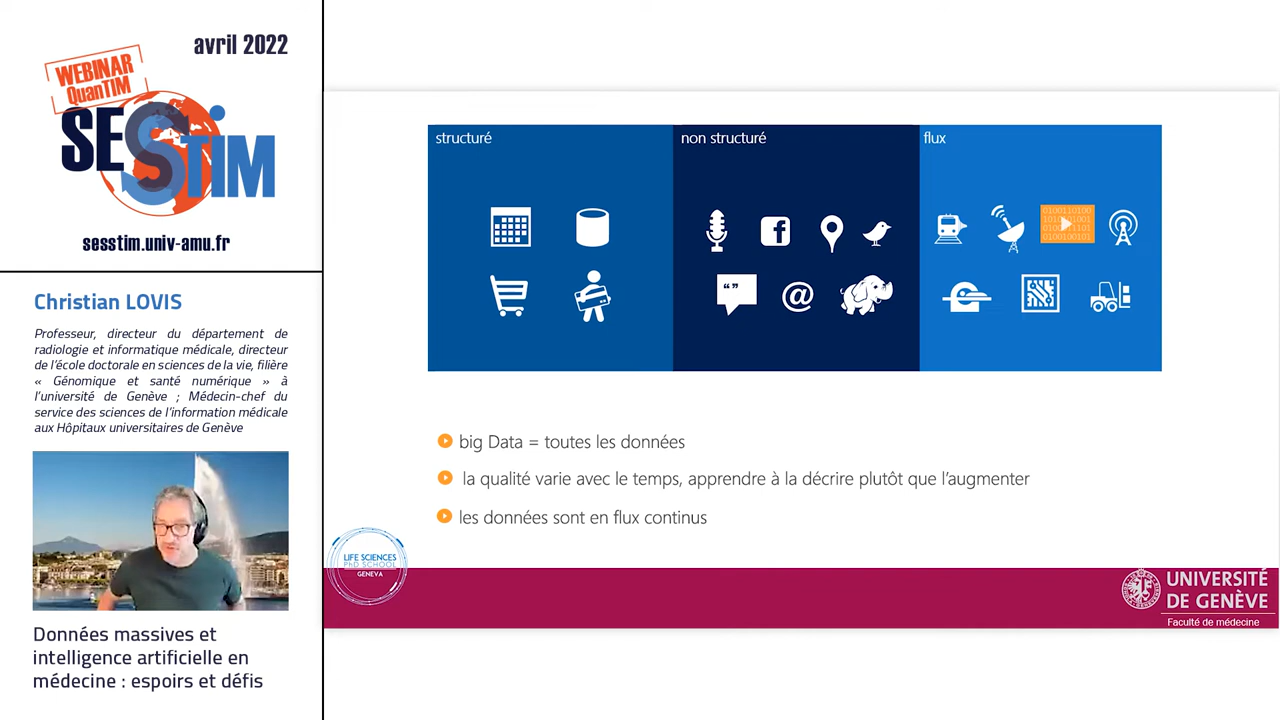 avril 2022
WEBINAR
QuanTIM
SESSTIM
sesstim.univ-amu.fr
Christian LOVIS
Professeur, directeur du département de
radiologie et informatique médicale, directeur
de l'école doctorale en sciences de la vie, filière
« Génomique et santé numérique » à
l'université de Genève ; Médecin-chef du
service des sciences de l'information médicale
aux Hôpitaux universitaires de Genève
Données massives et
intelligence artificielle en
médecine : espoirs et défis
structuré
non structuré
flux
big Data = toutes les données
la qualité varie avec le temps, apprendre à la décrire plutôt que l'augmenter
les données sont en flux continus
LIFE SCIENCES
PhD SCHOOL
GENEVA
UNIVERSITÉ
DE GENÈVE
Faculté de médecine